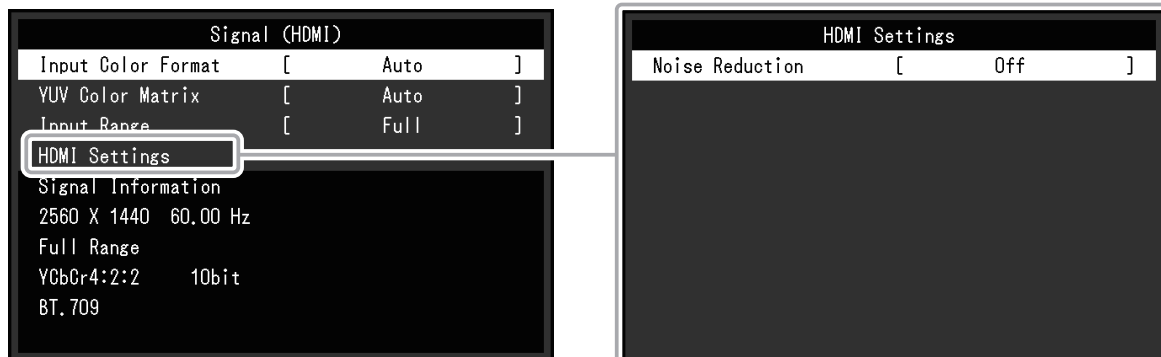 Signal (HDMI)
Input Color Format [ Auto ]
YUV Color Matrix [ Auto ]
Input Range [ Full ]
HDMI Settings
Signal Information
2560 X 1440 60.00 Hz
Full Range
YCbCr4:2:2 10bit
BT.709
HDMI Settings
Noise Reduction [ Off ]